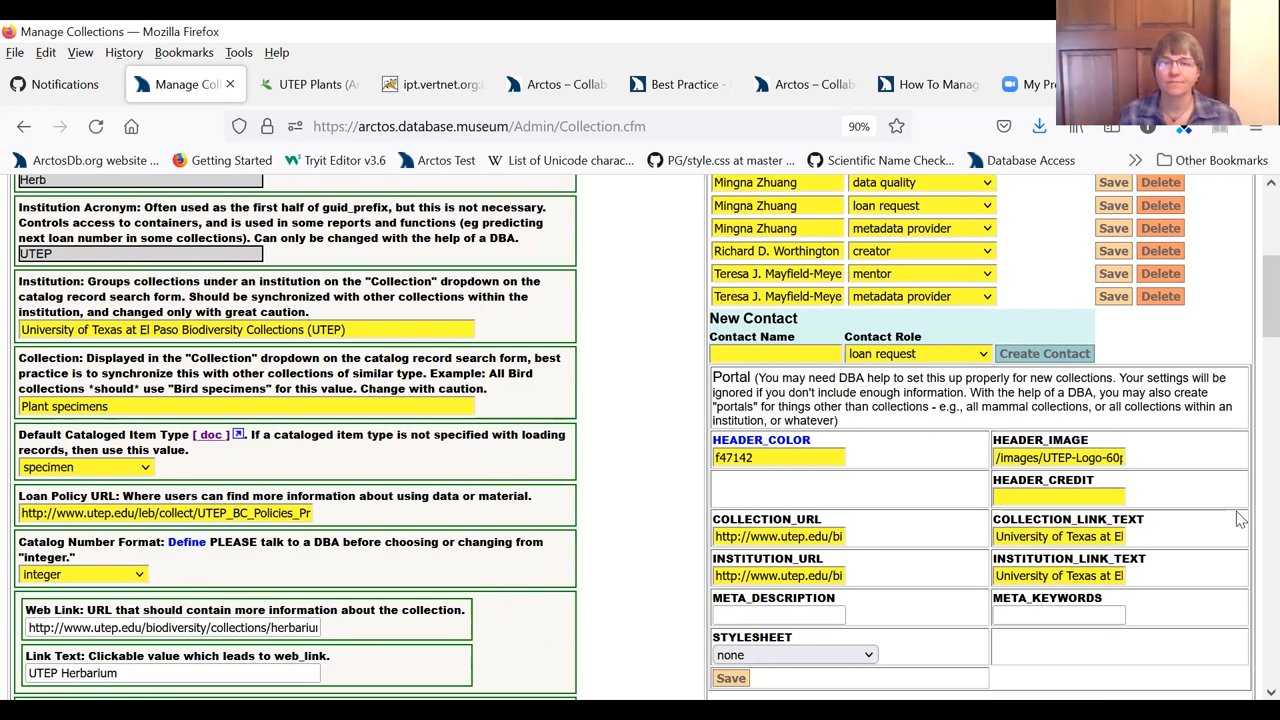 Manage Collections — Mozilla Firefox
File Edit View History Bookmarks Tools Help
Notifications
Manage Coll
UTEP Plants (Ar
ipt.vertnet.org:
Arctos – Collab
Best Practice -
Arctos – Collab
How To Manag
My Pr
https://arctos.database.museum/Admin/Collection.cfm
90%
ArctosDb.org website ...
Getting Started
Tryit Editor v3.6
Arctos Test
List of Unicode charac...
PG/style.css at master ...
Scientific Name Check...
Database Access
Other Bookmarks
Herb
Institution Acronym: Often used as the first half of guid_prefix, but this is not necessary.
Controls access to containers, and is used in some reports and functions (eg predicting
next loan number in some collections). Can only be changed with the help of a DBA.
UTEP
Institution: Groups collections under an institution on the "Collection" dropdown on the
catalog record search form. Should be synchronized with other collections within the
institution, and changed only with great caution.
University of Texas at El Paso Biodiversity Collections (UTEP)
Collection: Displayed in the "Collection" dropdown on the catalog record search form, best
practice is to synchronize this with other collections of similar type. Example: All Bird
collections *should* use "Bird specimens" for this value. Change with caution.
Plant specimens
Default Cataloged Item Type [ doc ]. If a cataloged item type is not specified with loading
records, then use this value.
specimen
Loan Policy URL: Where users can find more information about using data or material.
http://www.utep.edu/leb/collect/UTEP_BC_Policies_Pr
Catalog Number Format: Define PLEASE talk to a DBA before choosing or changing from
"integer."
integer
Web Link: URL that should contain more information about the collection.
http://www.utep.edu/biodiversity/collections/herbariu
Link Text: Clickable value which leads to web_link.
UTEP Herbarium
Mingna Zhuang data quality Save Delete
Mingna Zhuang loan request Save Delete
Mingna Zhuang metadata provider Save Delete
Richard D. Worthington creator Save Delete
Teresa J. Mayfield-Meye mentor Save Delete
Teresa J. Mayfield-Meye metadata provider Save Delete
New Contact
Contact Name Contact Role
loan request Create Contact
Portal (You may need DBA help to set this up properly for new collections. Your settings will be
ignored if you don't include enough information. With the help of a DBA, you may also create
"portals" for things other than collections - e.g., all mammal collections, or all collections within an
institution, or whatever)
HEADER_COLOR HEADER_IMAGE
f47142 /images/UTEP-Logo-60p
HEADER_CREDIT
COLLECTION_URL COLLECTION_LINK_TEXT
http://www.utep.edu/bi University of Texas at El
INSTITUTION_URL INSTITUTION_LINK_TEXT
http://www.utep.edu/bi University of Texas at El
META_DESCRIPTION META_KEYWORDS
STYLESHEET
none
Save